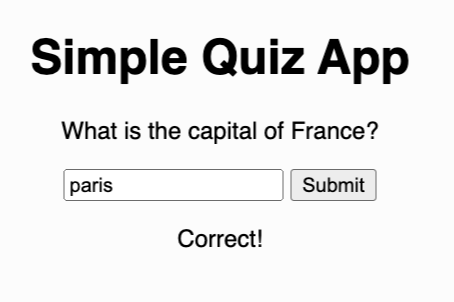 Simple Quiz App
What is the capital of France?
paris Submit
Correct!